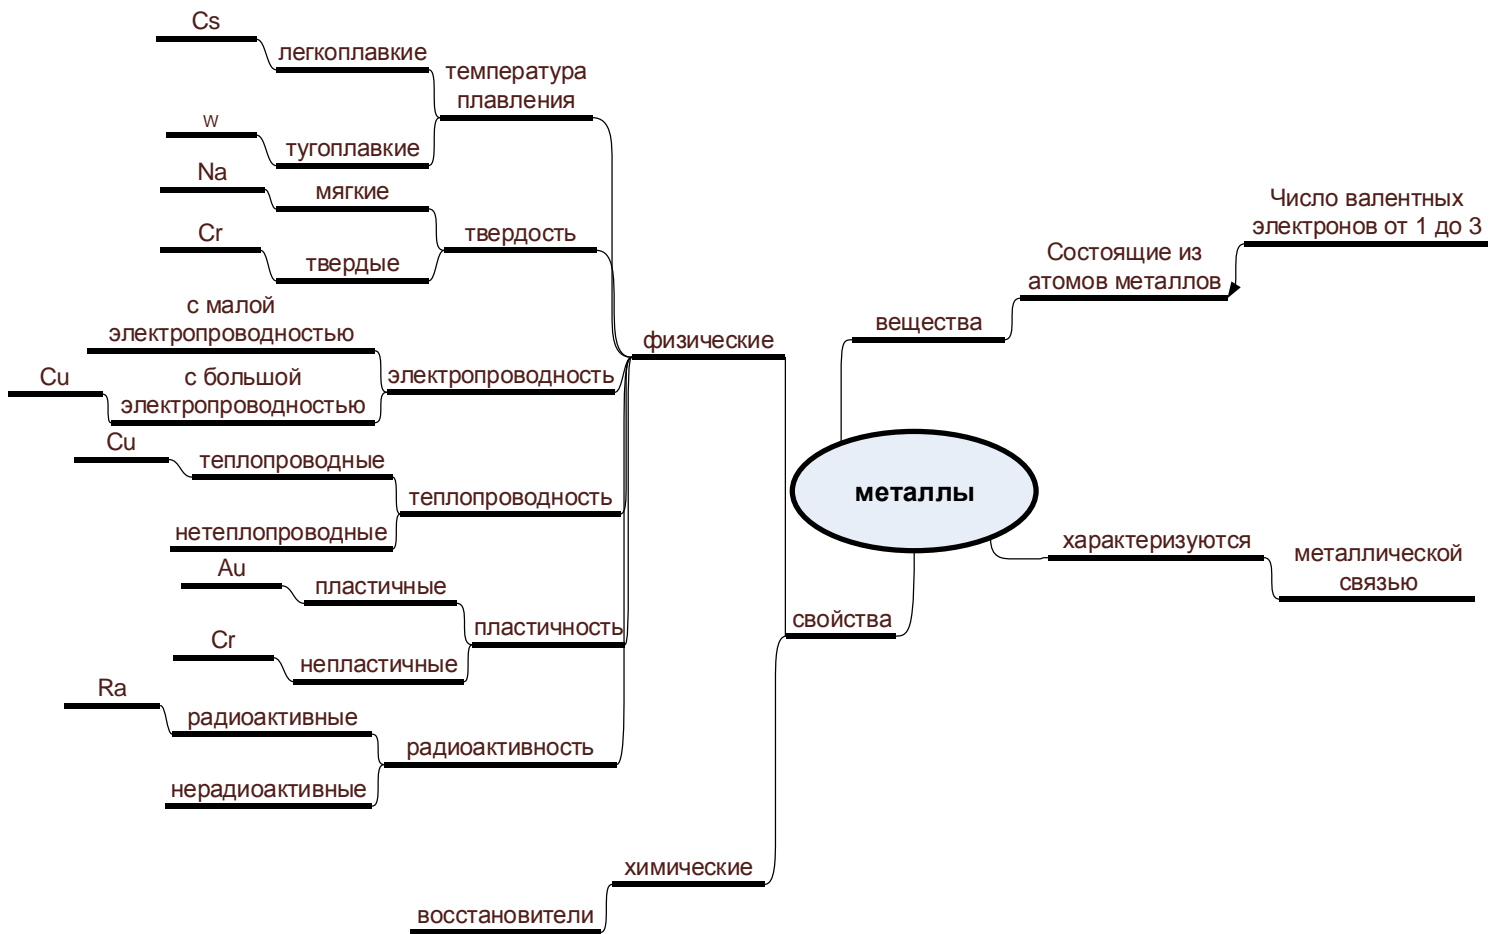 Cs
легкоплавкие
температура
плавления
W
тугоплавкие
Na
мягкие
Cr
твердость
твердые
с малой
электропроводностью
Cu
с большой
электропроводностью
электропроводность
Cu
теплопроводные
теплопроводность
нетеплопроводные
Au
пластичные
пластичность
Cr
непластичные
Ra
радиоактивные
радиоактивность
нерадиоактивные
физические
химические
восстановители
свойства
металлы
вещества
Состоящие из
атомов металлов
Число валентных
электронов от 1 до 3
характеризуются
металлической
связью